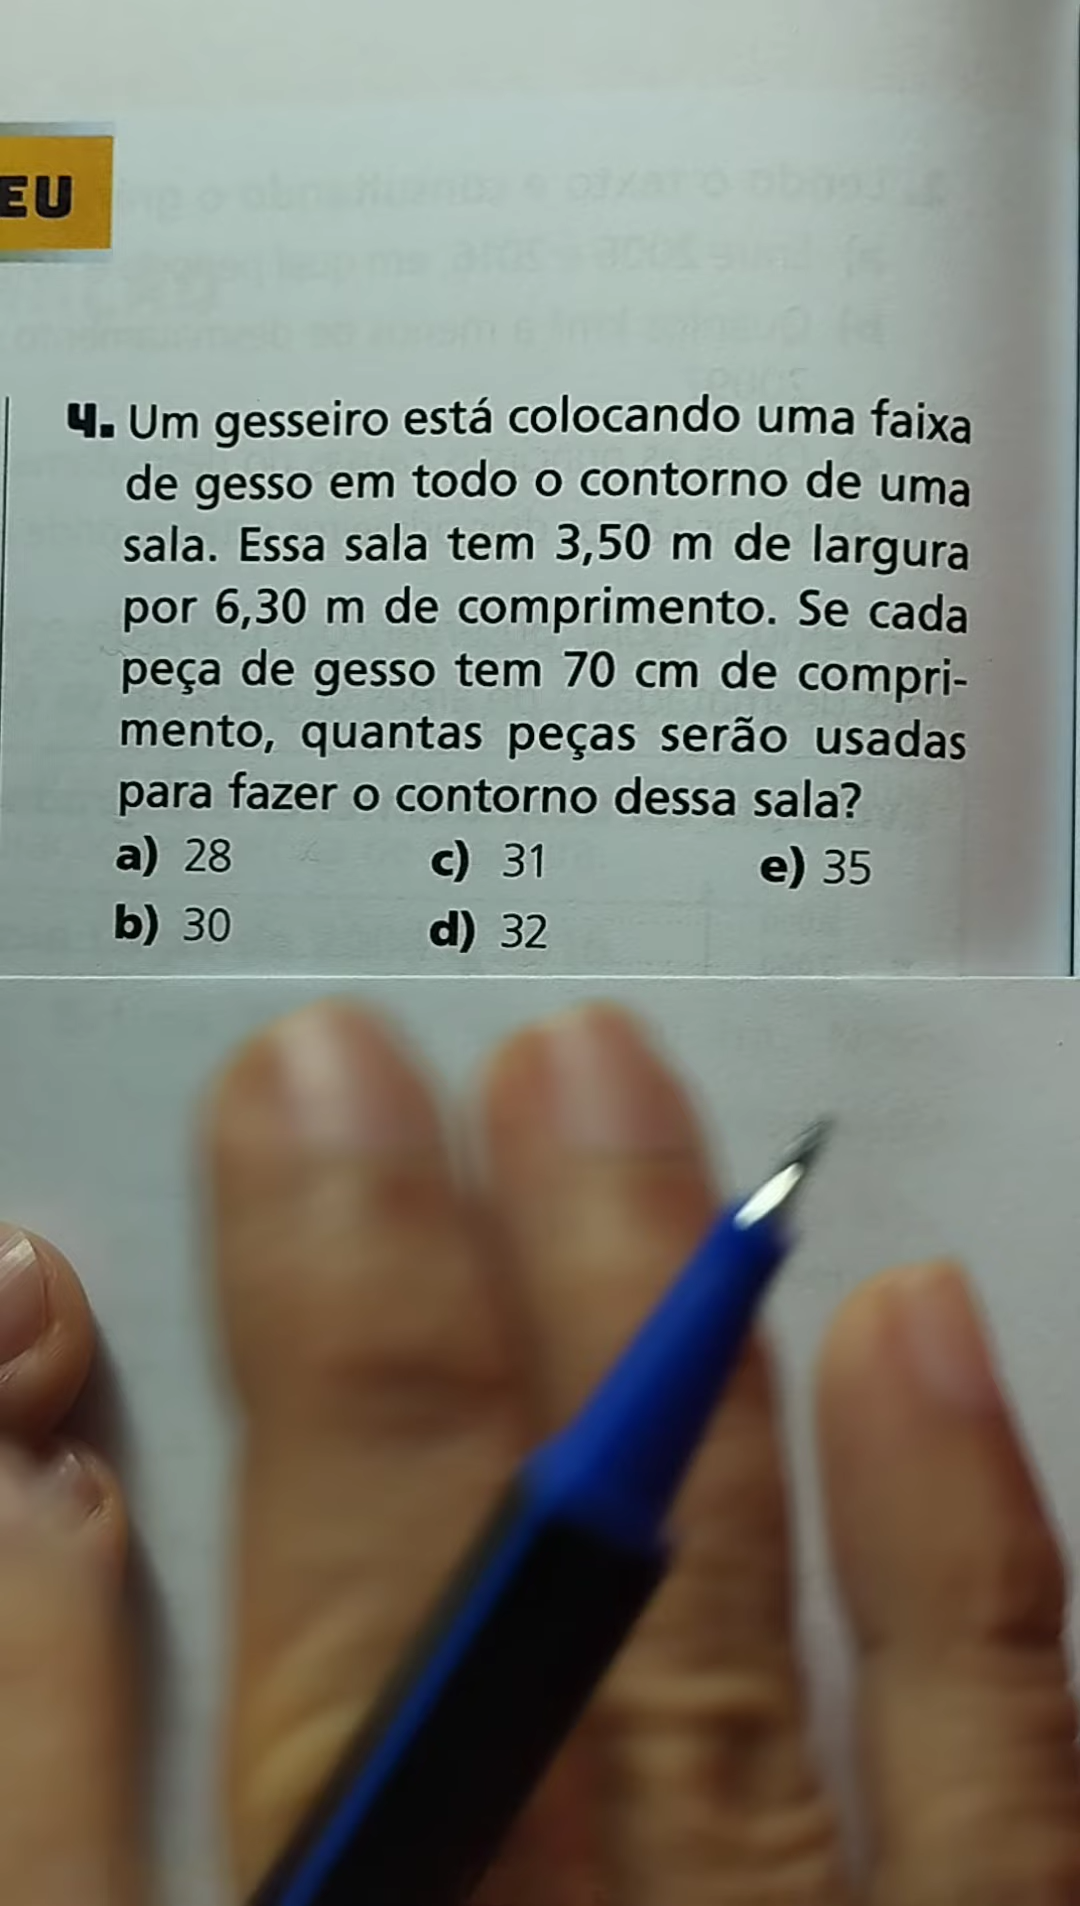 EU
4. Um gesseiro está colocando uma faixa
de gesso em todo o contorno de uma
sala. Essa sala tem 3,50 m de largura
por 6,30 m de comprimento. Se cada
peça de gesso tem 70 cm de compri-
mento, quantas peças serão usadas
para fazer o contorno dessa sala?
a) 28 c) 31 e) 35
b) 30 d) 32